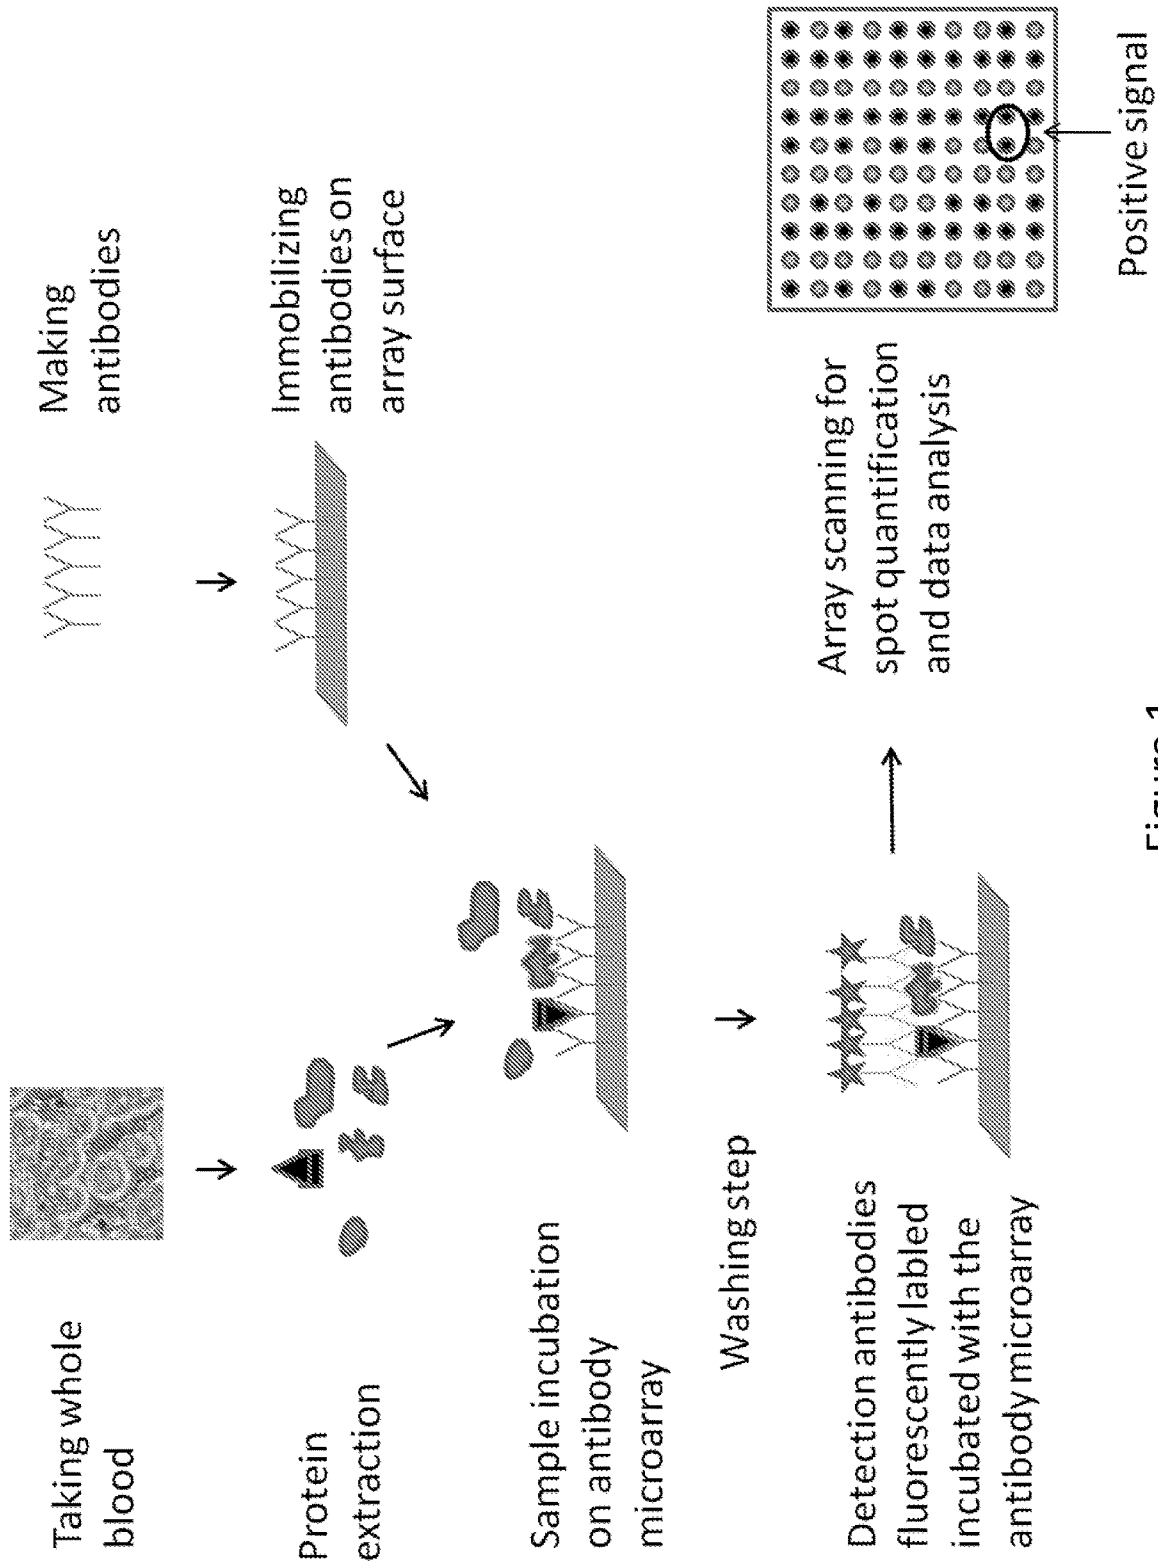 Taking whole
blood
Making
antibodies
Protein
extraction
Immobilizing
antibodies on
array surface
Sample incubation
on antibody
microarray
Washing step
Detection antibodies
fluorescently labled
incubated with the
antibody microarray
Array scanning for
spot quantification
and data analysis
Positive signal
Figure 1